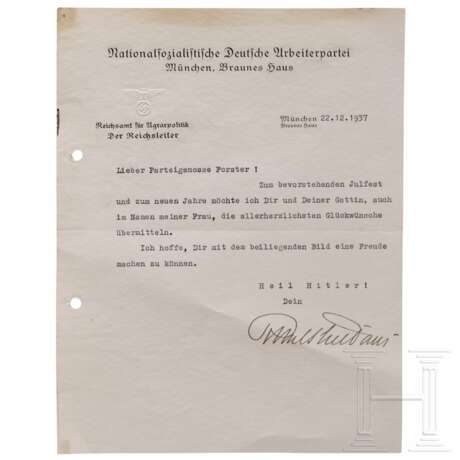 Nationalsozialistische Deutsche Arbeiterpartei
München, Braunes Haus
Reichsamt für Agrarpolitik
Der Reichsleiter
München 22.12.1937
Braunes Haus
Lieber Parteigenosse Forster !
Zum bevorstehenden Julfest
und zum neuen Jahre möchte ich Dir und Deiner Gattin, auch
im Namen meiner Frau, die allerherzlichsten Glückwünsche
übermitteln.
Ich hoffe, Dir mit dem beiliegenden Bild eine Freude
machen zu können.
Heil Hitler!
Dein